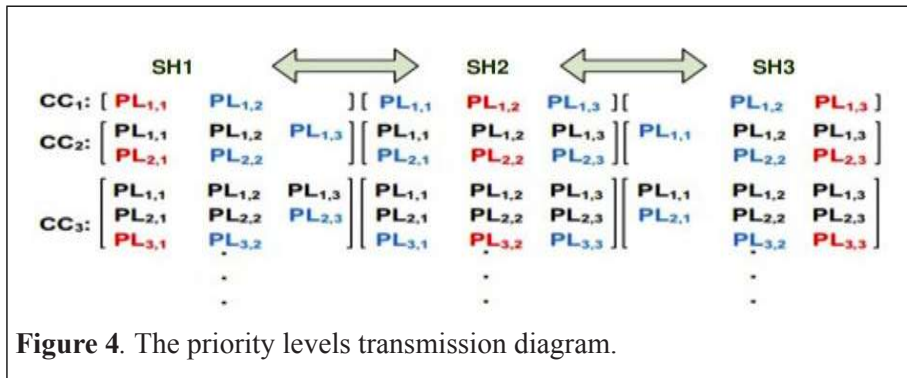 SH1 SH2 SH3
CC1: [ PL1,1 PL1,2 ] [ PL1,1 PL1,2 PL1,3 ] [ PL1,2 PL1,3 ]
PL1,1 PL1,2 PL1,3 PL1,1 PL1,2 PL1,3 PL1,1 PL1,2 PL1,3
CC2:
PL2,1 PL2,2 PL2,1 PL2,2 PL2,3 PL2,2 PL2,3
PL1,1 PL1,2 PL1,3 PL1,1 PL1,2 PL1,3 PL1,1 PL1,2 PL1,3
CC3: PL2,1 PL2,2 PL2,3 PL2,1 PL2,2 PL2,3 PL2,1 PL2,2 PL2,3
PL3,1 PL3,2 PL3,1 PL3,2 PL3,3 PL3,2 PL3,3
Figure 4. The priority levels transmission diagram.